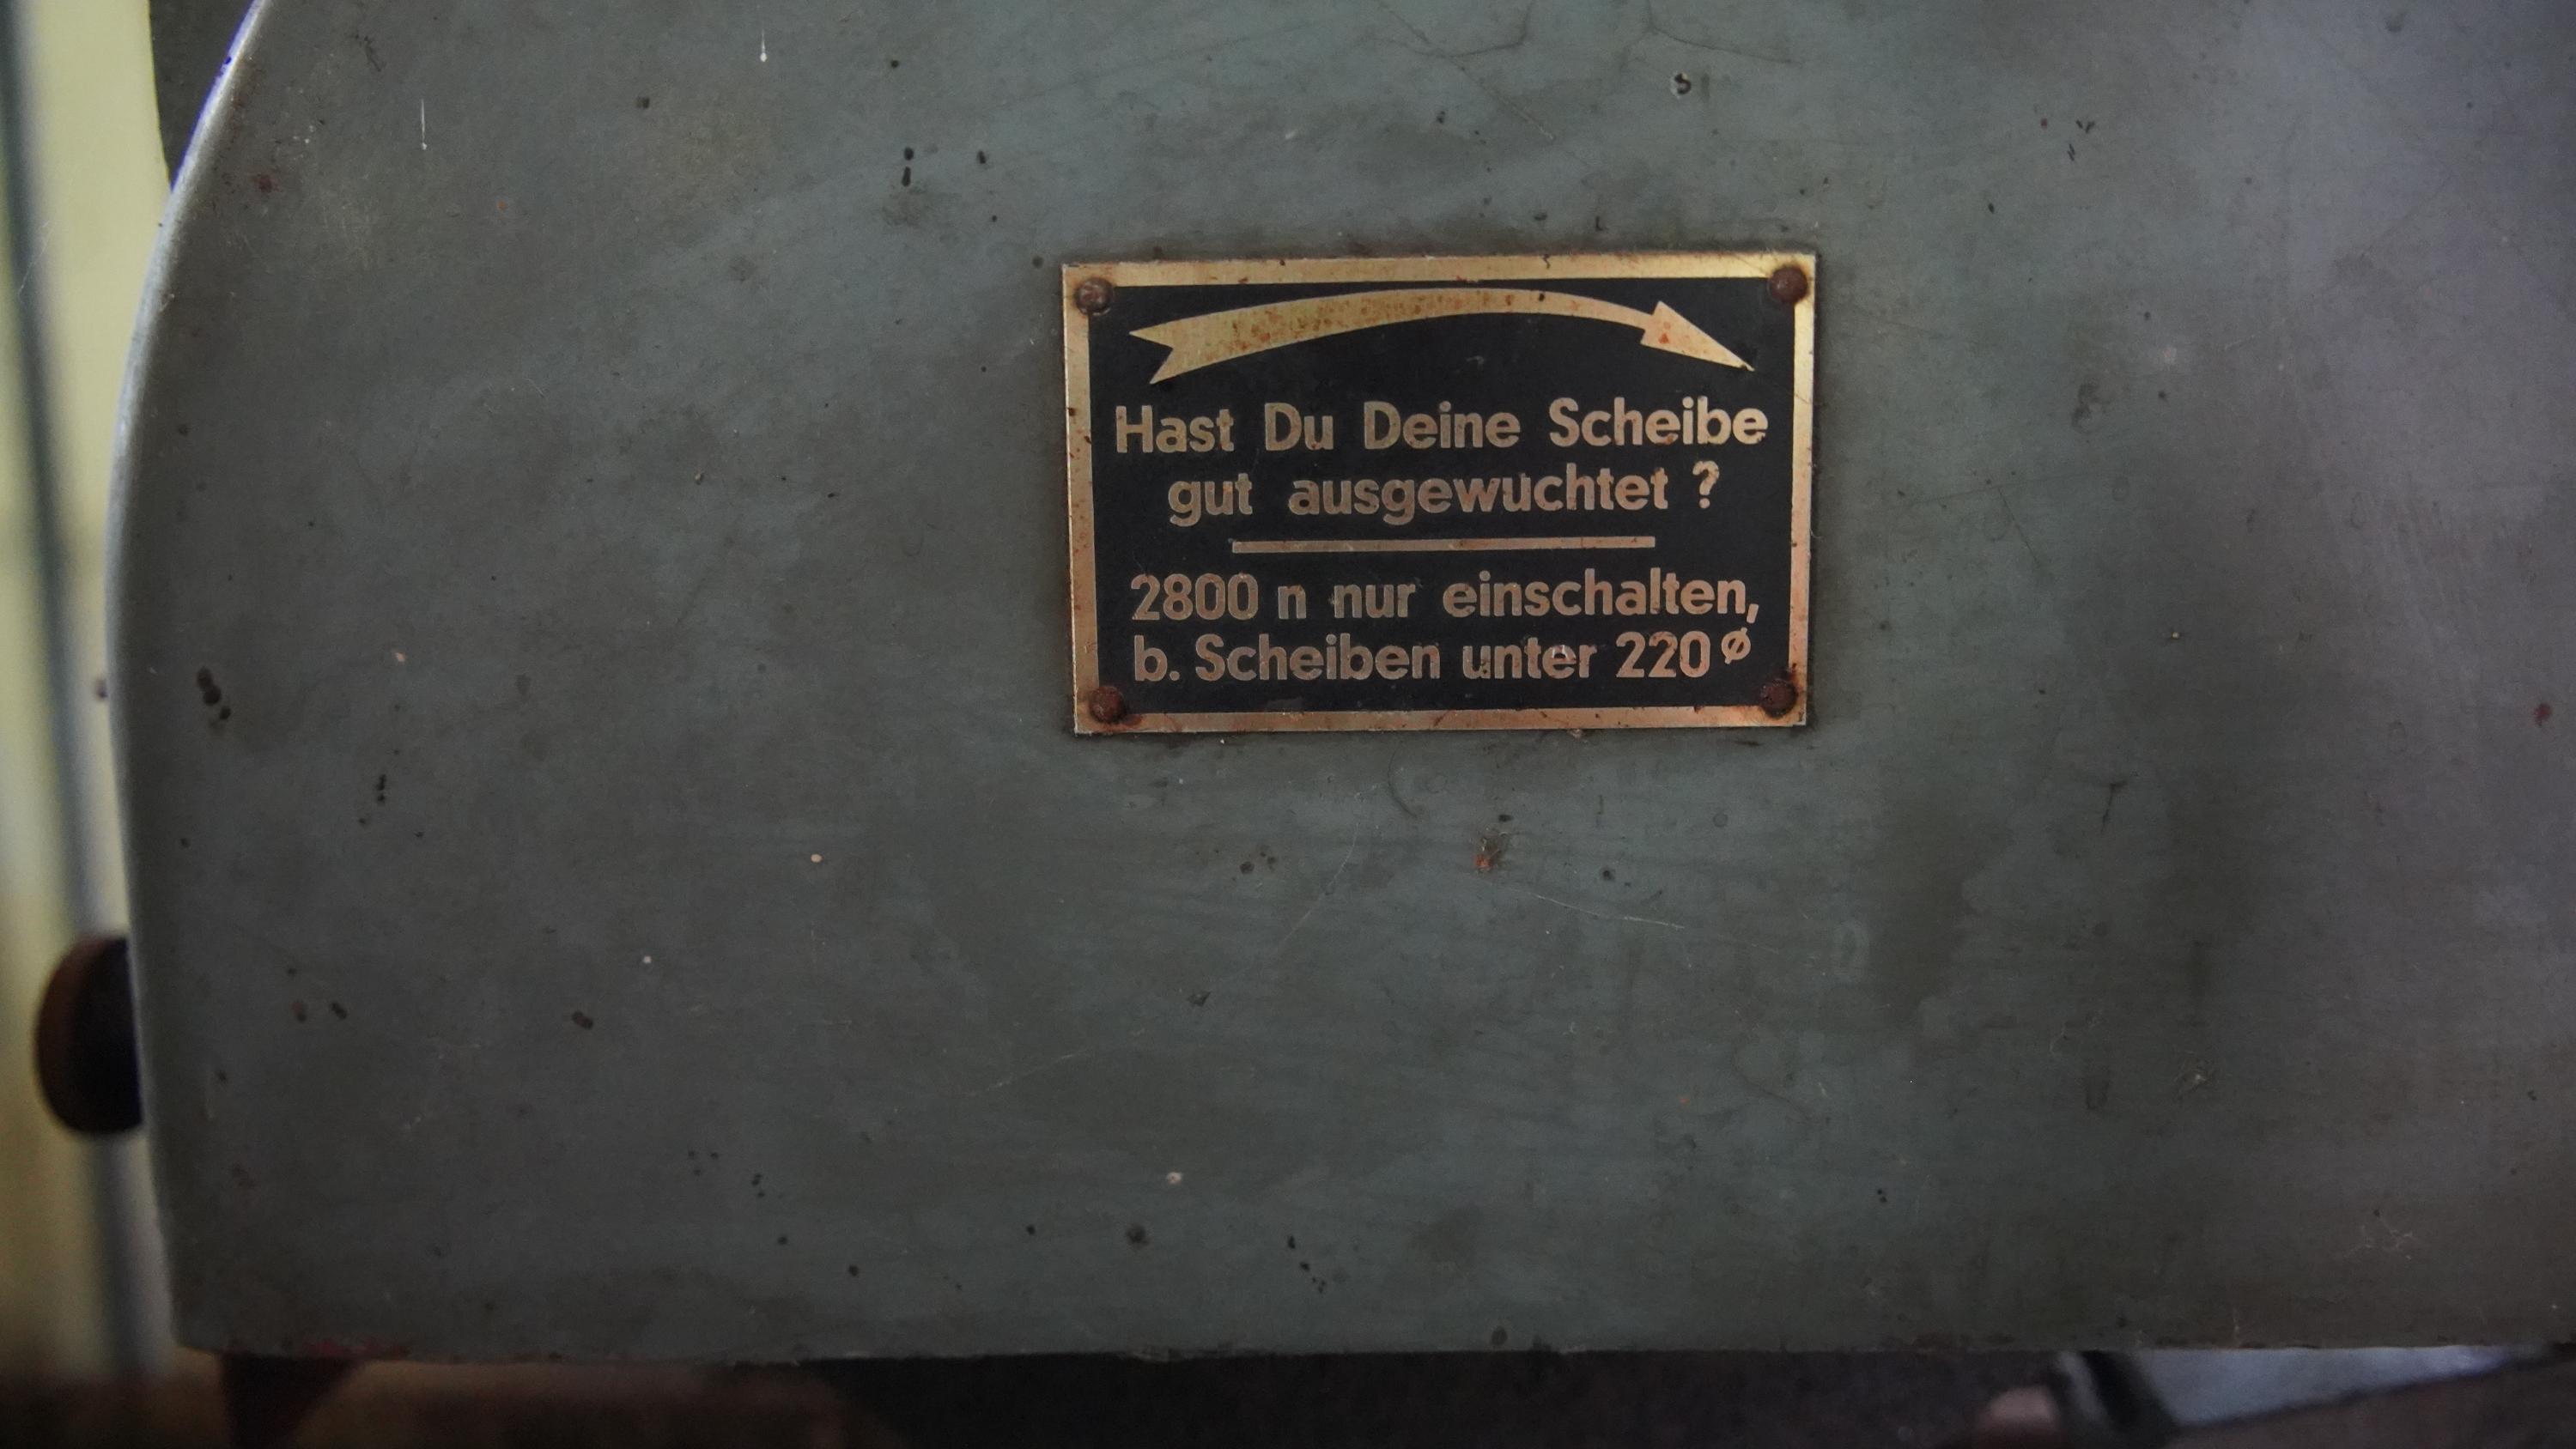 Hast Du Deine Scheibe
gut ausgewuchtet ?
2800 n nur einschalten,
b. Scheiben unter 220 ø